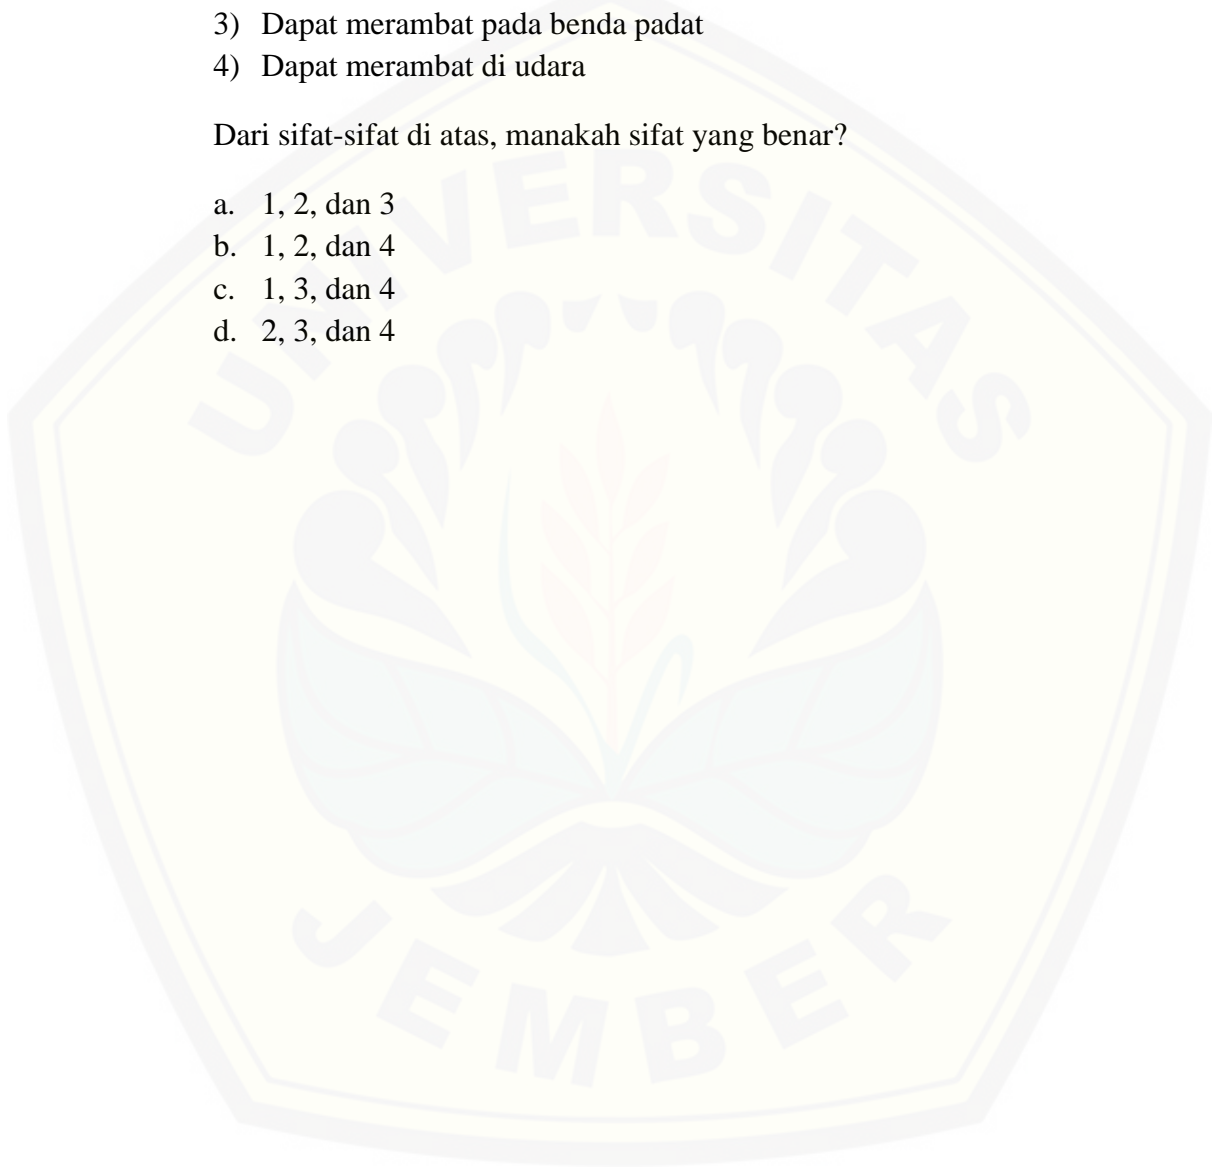 3) Dapat merambat pada benda padat
4) Dapat merambat di udara
Dari sifat-sifat di atas, manakah sifat yang benar?
a. 1, 2, dan 3
b. 1, 2, dan 4
c. 1, 3, dan 4
d. 2, 3, dan 4
UNIVERSITAS
JEMBER